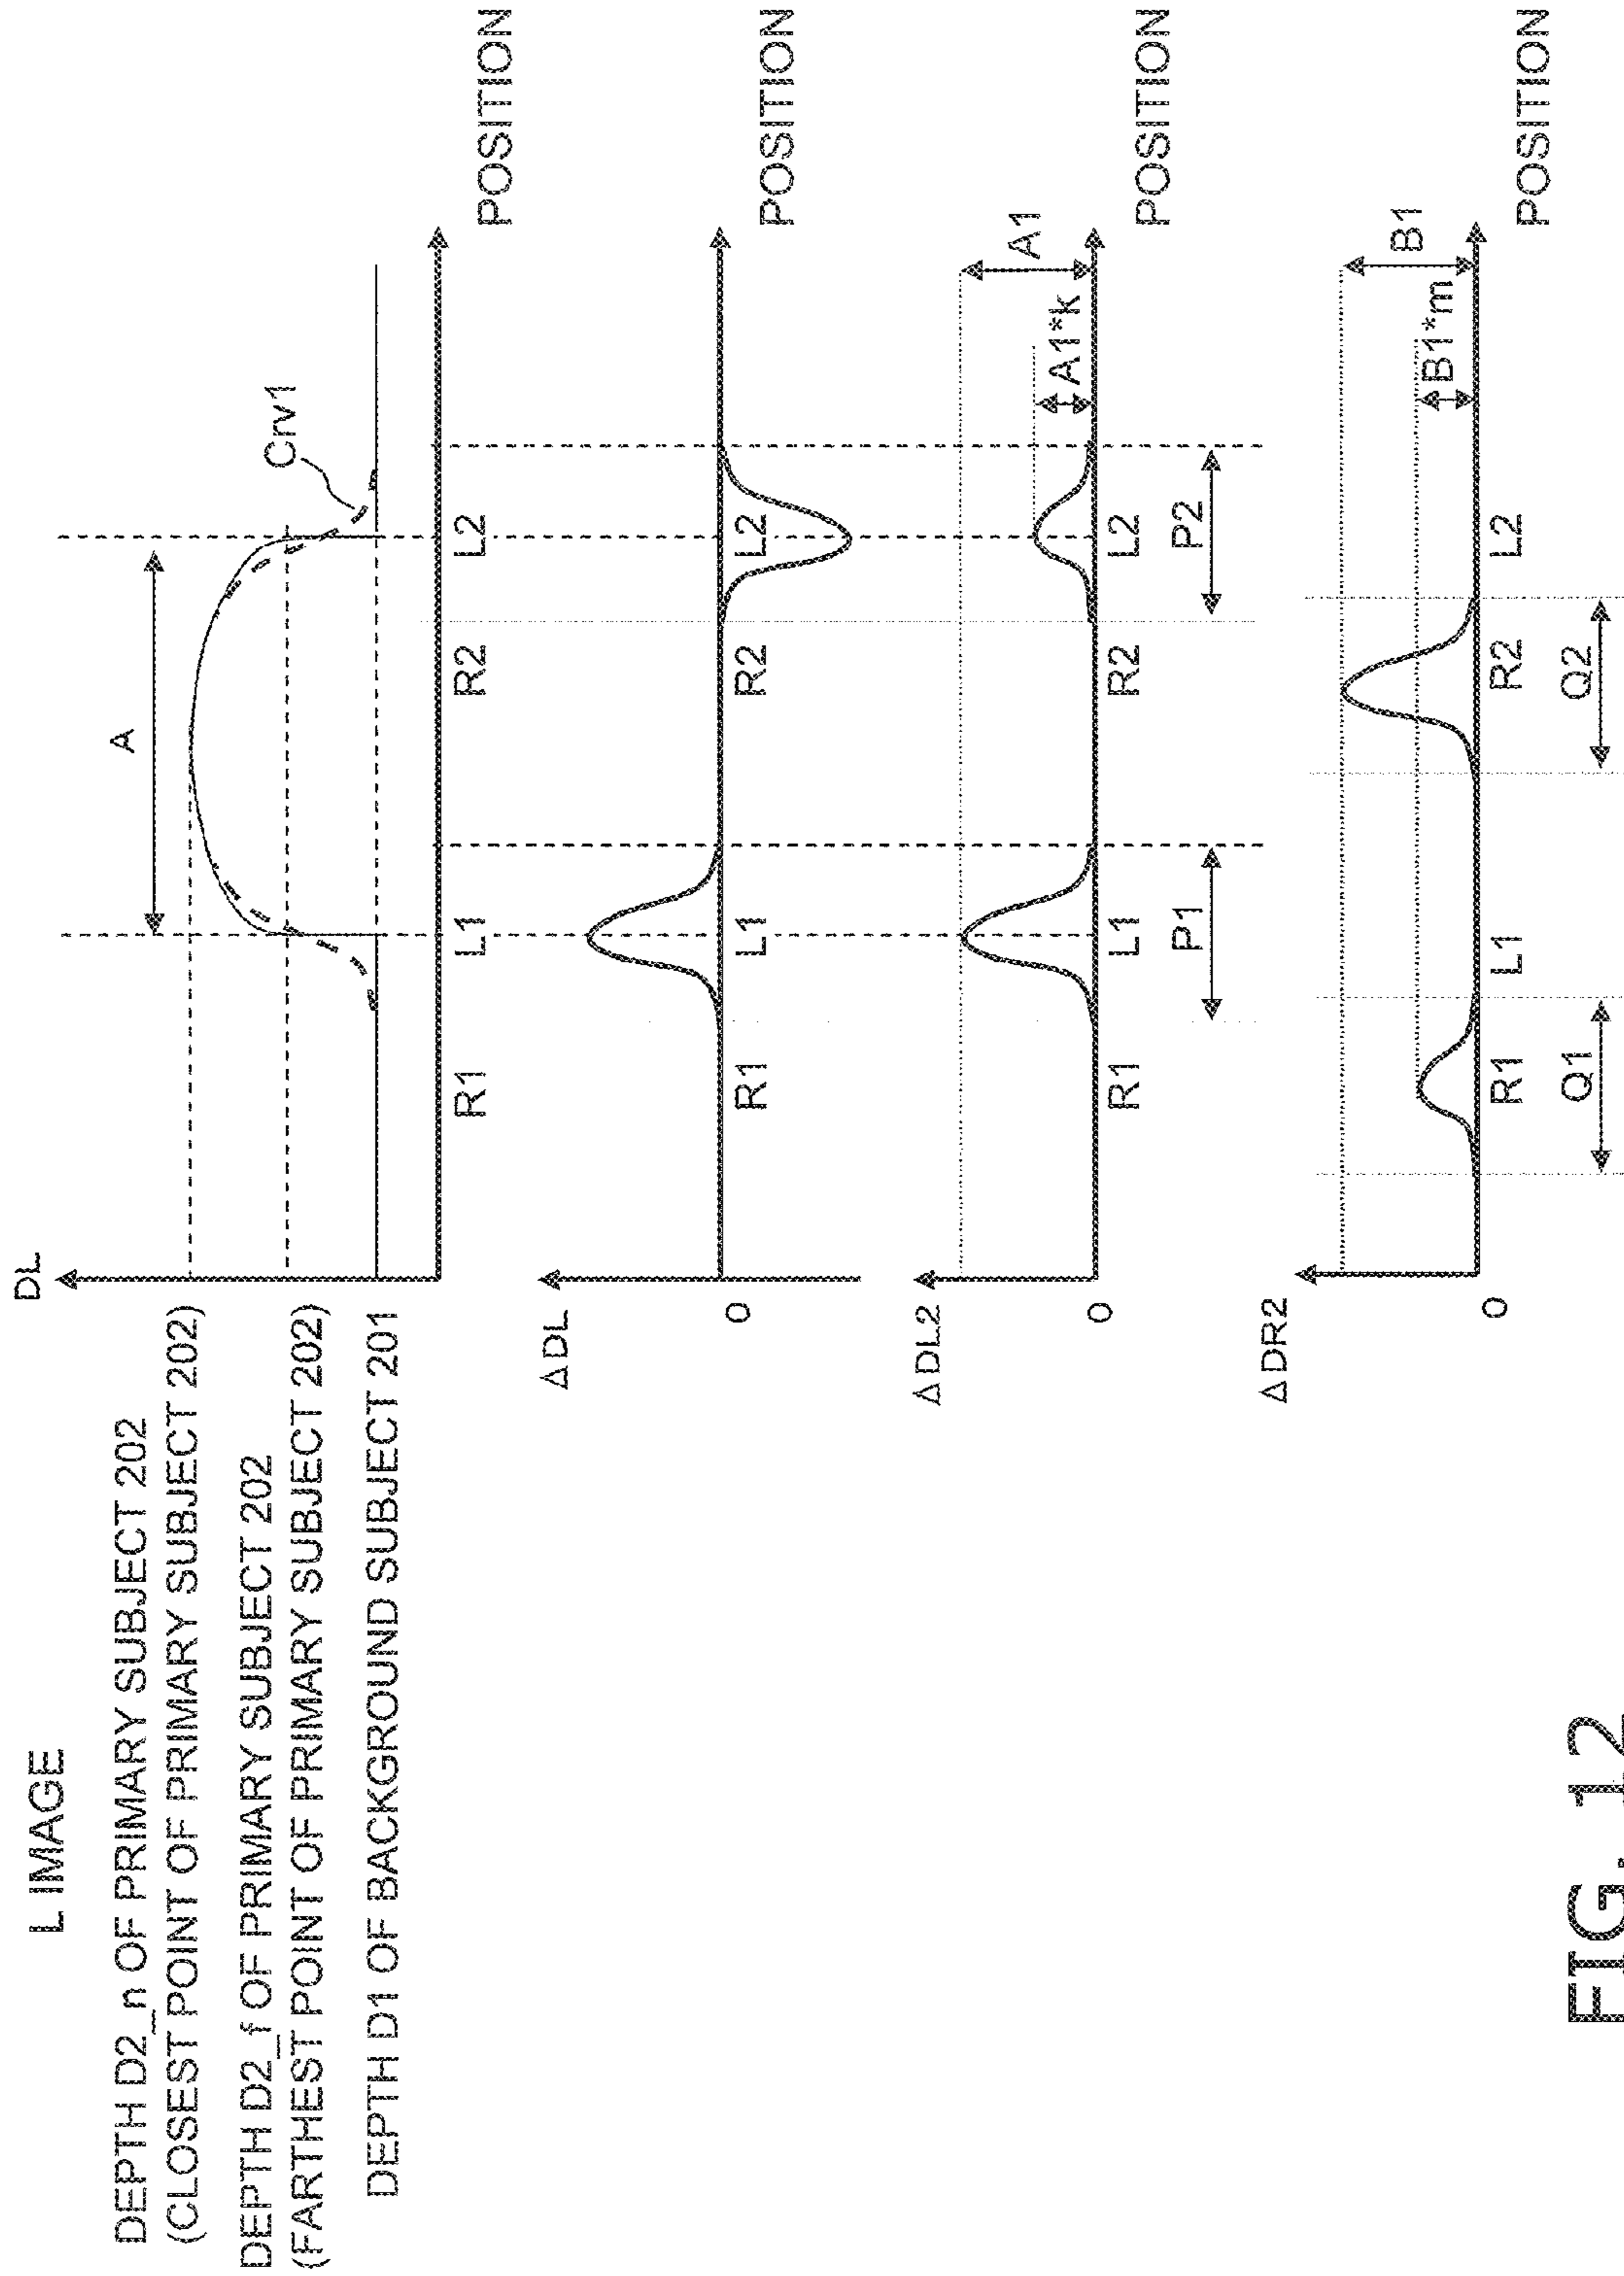 L IMAGE
DEPTH D2_n OF PRIMARY SUBJECT 202
(CLOSEST POINT OF PRIMARY SUBJECT 202)
DEPTH D2_f OF PRIMARY SUBJECT 202
(FARTHEST POINT OF PRIMARY SUBJECT 202)
DEPTH D1 OF BACKGROUND SUBJECT 201
DL
A
Crv1
R1 L1 R2 L2 POSITION
ΔDL
0 R1 L1 R2 L2 POSITION
ΔDL2
A1
A1*k
0 R1 L1 R2 L2 POSITION
P1 P2
ΔDR2
B1
B1*m
0 R1 L1 R2 L2 POSITION
Q1 Q2
FIG. 12